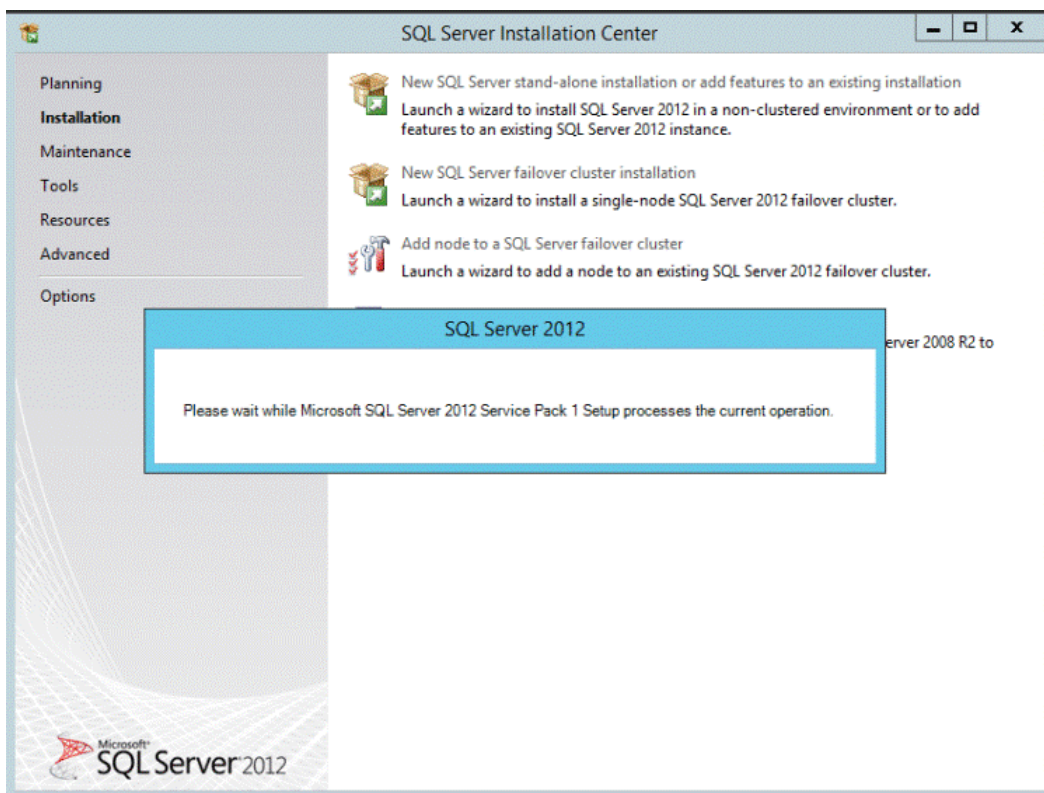 SQL Server Installation Center
Planning
Installation
Maintenance
Tools
Resources
Advanced
Options
New SQL Server stand-alone installation or add features to an existing installation
Launch a wizard to install SQL Server 2012 in a non-clustered environment or to add
features to an existing SQL Server 2012 instance.
New SQL Server failover cluster installation
Launch a wizard to install a single-node SQL Server 2012 failover cluster.
Add node to a SQL Server failover cluster
Launch a wizard to add a node to an existing SQL Server 2012 failover cluster.
erver 2008 R2 to
SQL Server 2012
Please wait while Microsoft SQL Server 2012 Service Pack 1 Setup processes the current operation.
Microsoft
SQL Server 2012